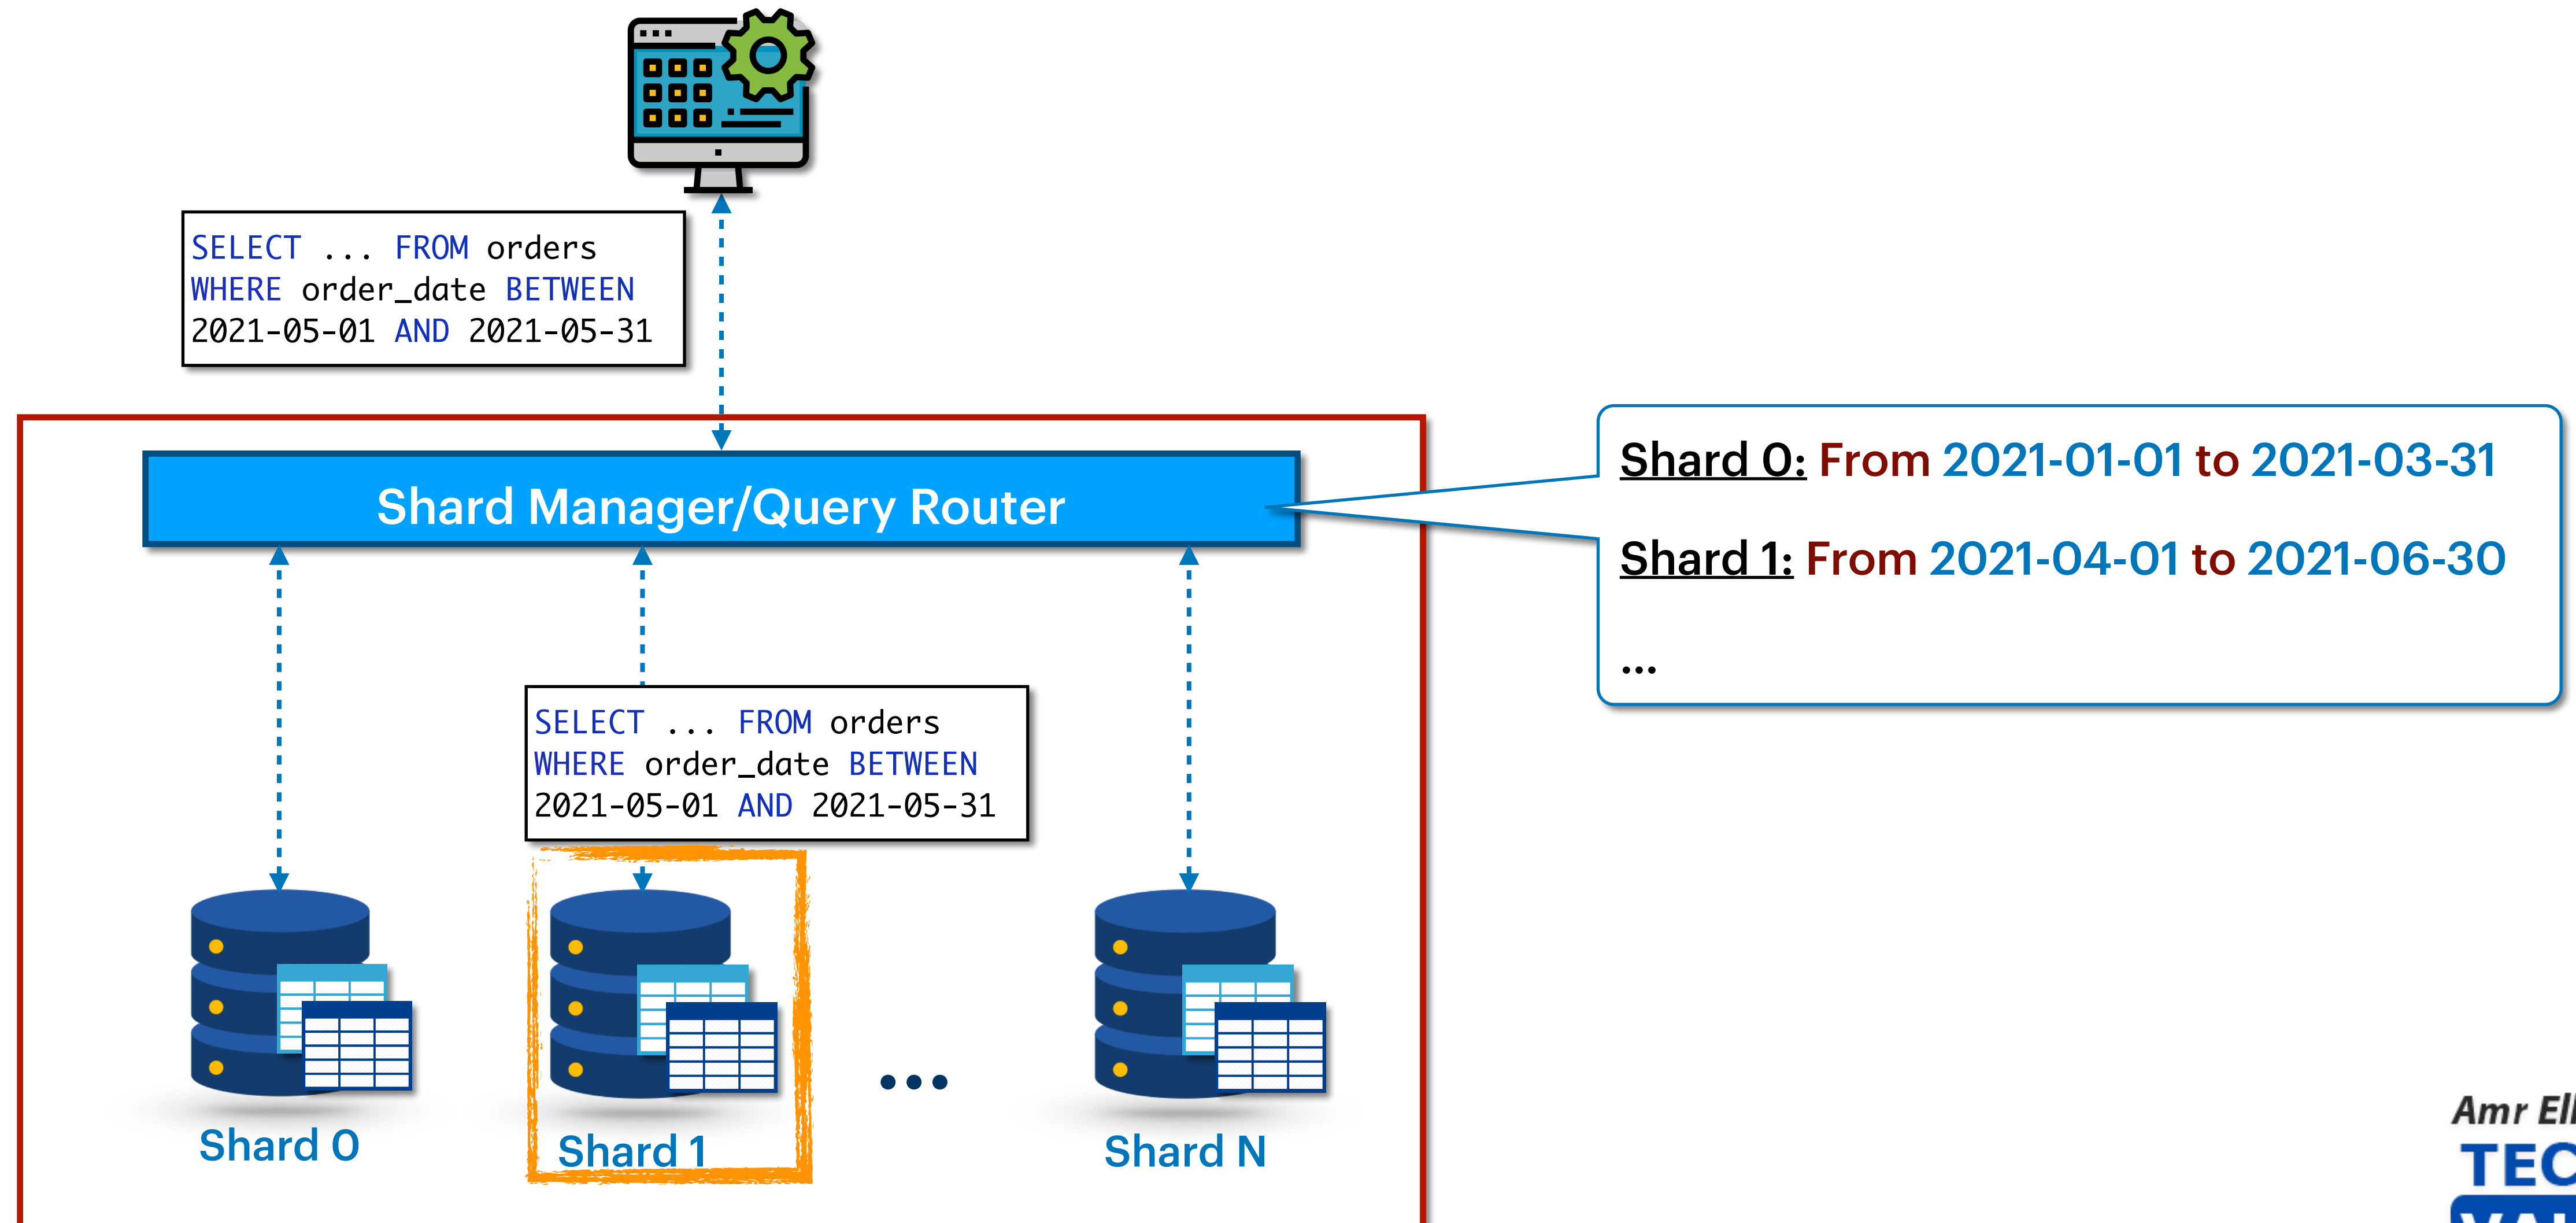 SELECT ... FROM orders
WHERE order_date BETWEEN
2021-05-01 AND 2021-05-31
Shard Manager/Query Router
Shard 0: From 2021-01-01 to 2021-03-31
Shard 1: From 2021-04-01 to 2021-06-30
...
SELECT ... FROM orders
WHERE order_date BETWEEN
2021-05-01 AND 2021-05-31
...
Shard 0
Shard 1
Shard N
Amr